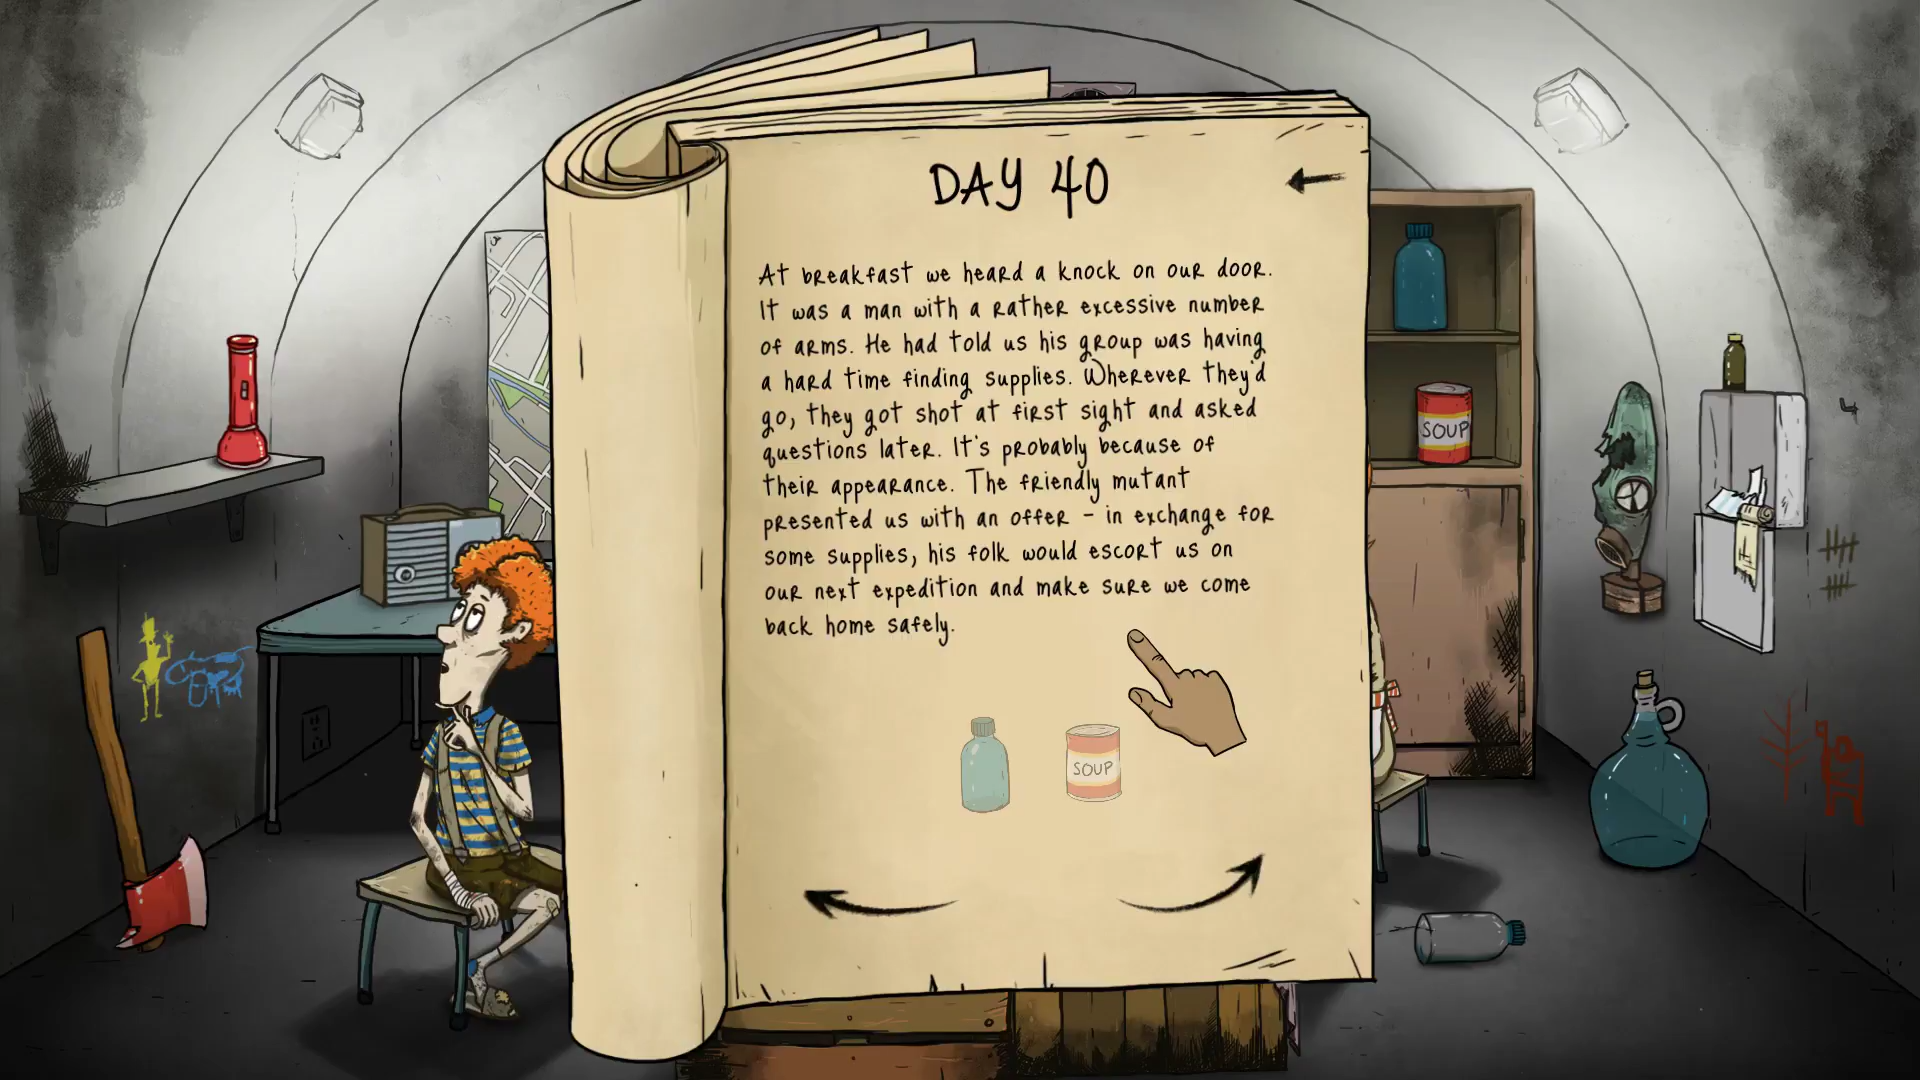 DAY 40
At breakfast we heard a knock on our door.
It was a man with a rather excessive number
of arms. He had told us his group was having
a hard time finding supplies. Wherever they'd
go, they got shot at first sight and asked
questions later. It's probably because of
their appearance. The friendly mutant
presented us with an offer - in exchange for
some supplies, his folk would escort us on
our next expedition and make sure we come
back home safely.
SOUP
SOUP